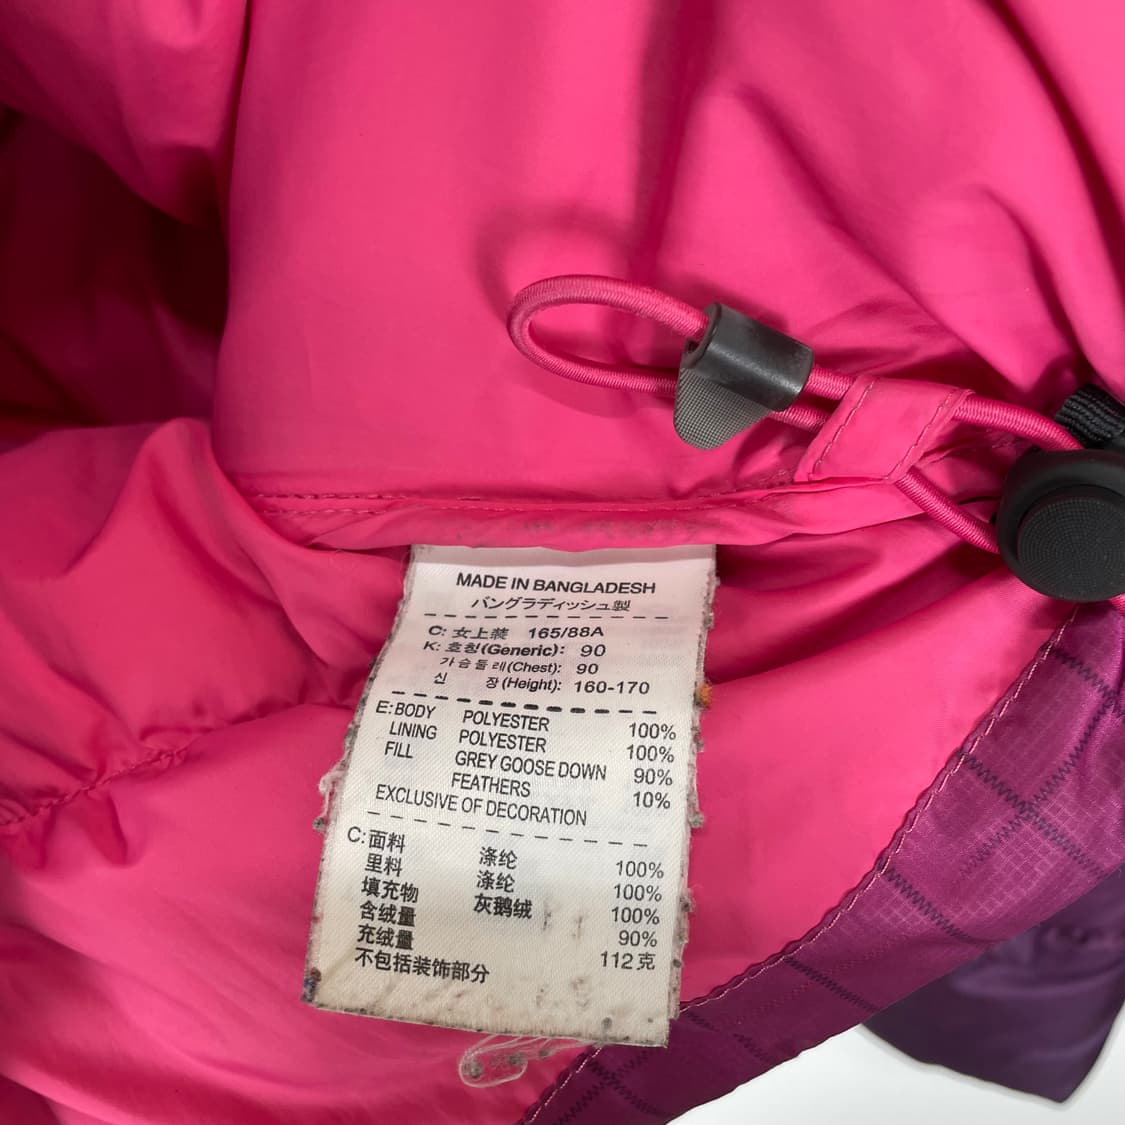 MADE IN BANGLADESH
バングラディッシュ製
C: 女上装 165/88A
K: 호칭(Generic): 90
가슴둘레(Chest): 90
신 장(Height): 160-170
E: BODY POLYESTER 100%
LINING POLYESTER 100%
FILL GREY GOOSE DOWN 90%
FEATHERS 10%
EXCLUSIVE OF DECORATION
C: 面料 涤纶 100%
里料 涤纶 100%
填充物 灰鹅绒 100%
含绒量 90%
充绒量 112克
不包括装饰部分